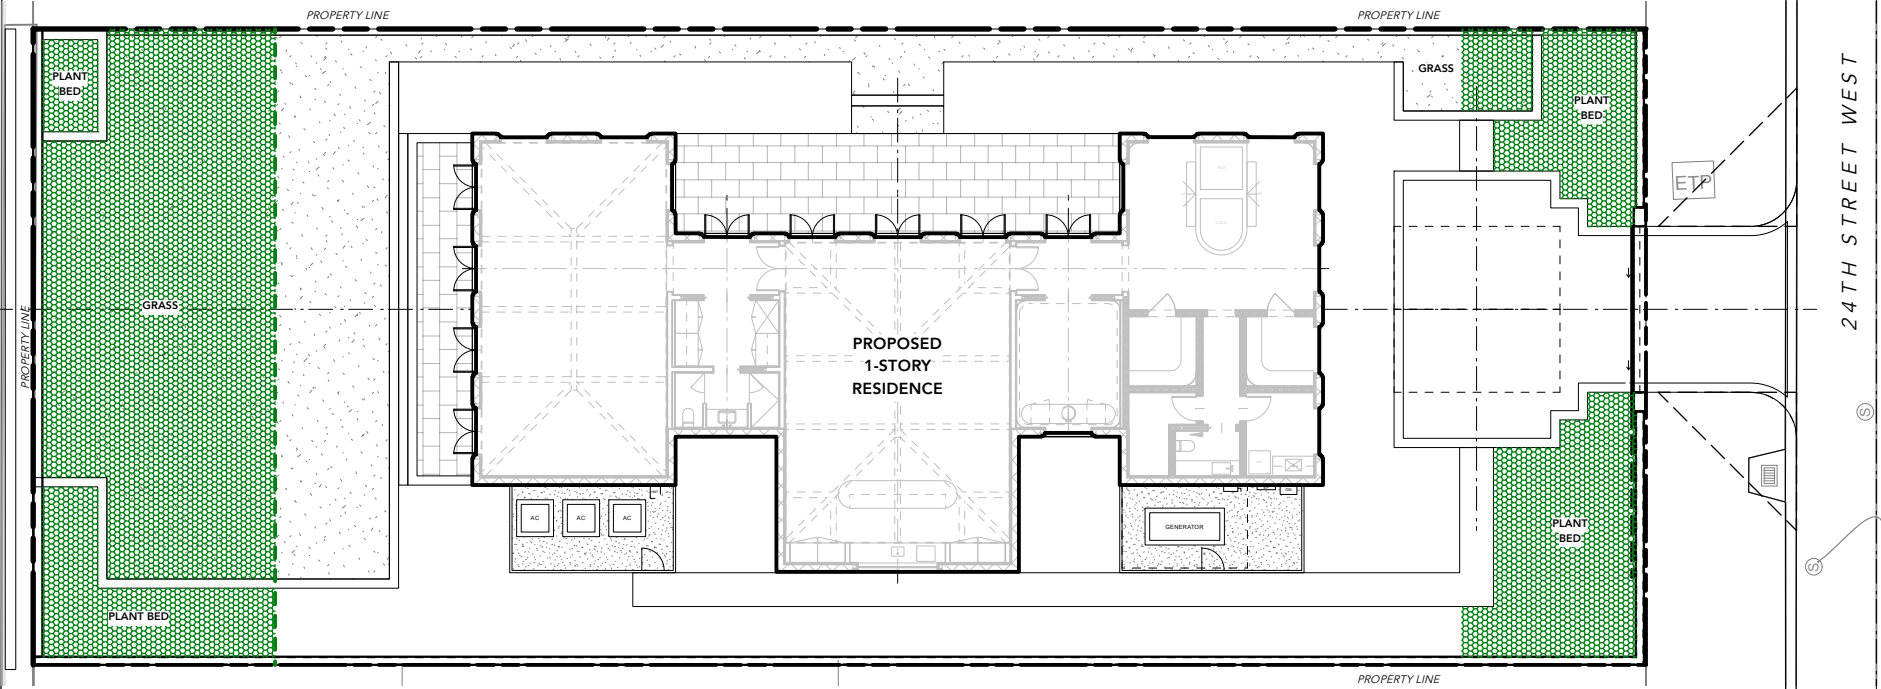 PROPERTY LINE
PROPERTY LINE
PLANT
BED
GRASS
PLANT
BED
24TH STREET WEST
ETP
GRASS
PROPERTY LINE
PROPOSED
1-STORY
RESIDENCE
S
AC
AC
AC
GENERATOR
PLANT
BED
S
PLANT BED
PROPERTY LINE